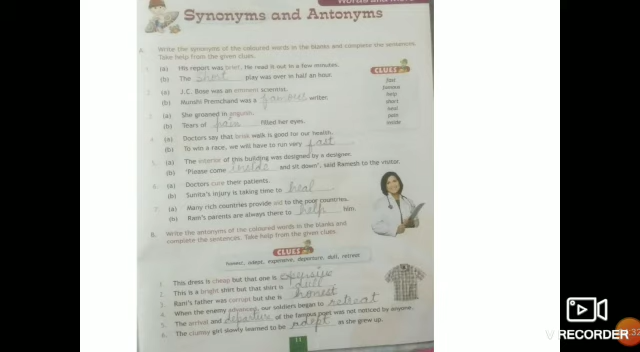 Synonyms and Antonyms
A. Write the synonyms of the coloured words in the blanks and complete the sentences.
Take help from the given clues.
1. (a) His report was brief. He read it out in a few minutes.
(b) The short play was over in half an hour.
2. (a) J.C. Bose was an eminent scientist.
(b) Munshi Premchand was a famous writer.
3. (a) She groaned in anguish.
(b) Tears of pain filled her eyes.
4. (a) Doctors say that brisk walk is good for our health.
(b) To win a race, we will have to run very fast
5. (a) The interior of this building was designed by a designer.
(b) "Please come inside and sit down", said Ramesh to the visitor.
6. (a) Doctors cure their patients.
(b) Sunita's injury is taking time to heal
7. (a) Many rich countries provide aid to the poor countries.
(b) Ram's parents are always there to help him.
CLUES
fast
famous
help
short
heal
pain
inside
B. Write the antonyms of the coloured words in the blanks and
complete the sentences. Take help from the given clues.
CLUES
honest, adept, expensive, departure, dull, retreat
1. This dress is cheap but that one is expensive
2. This is a bright shirt but that shirt is dull
3. Rani's father was corrupt but she is honest
4. When the enemy advanced, our soldiers began to retreat
5. The arrival and departure of the famous poet was not noticed by anyone.
6. The clumsy girl slowly learned to be adept as she grew up.
11
V RECORDER